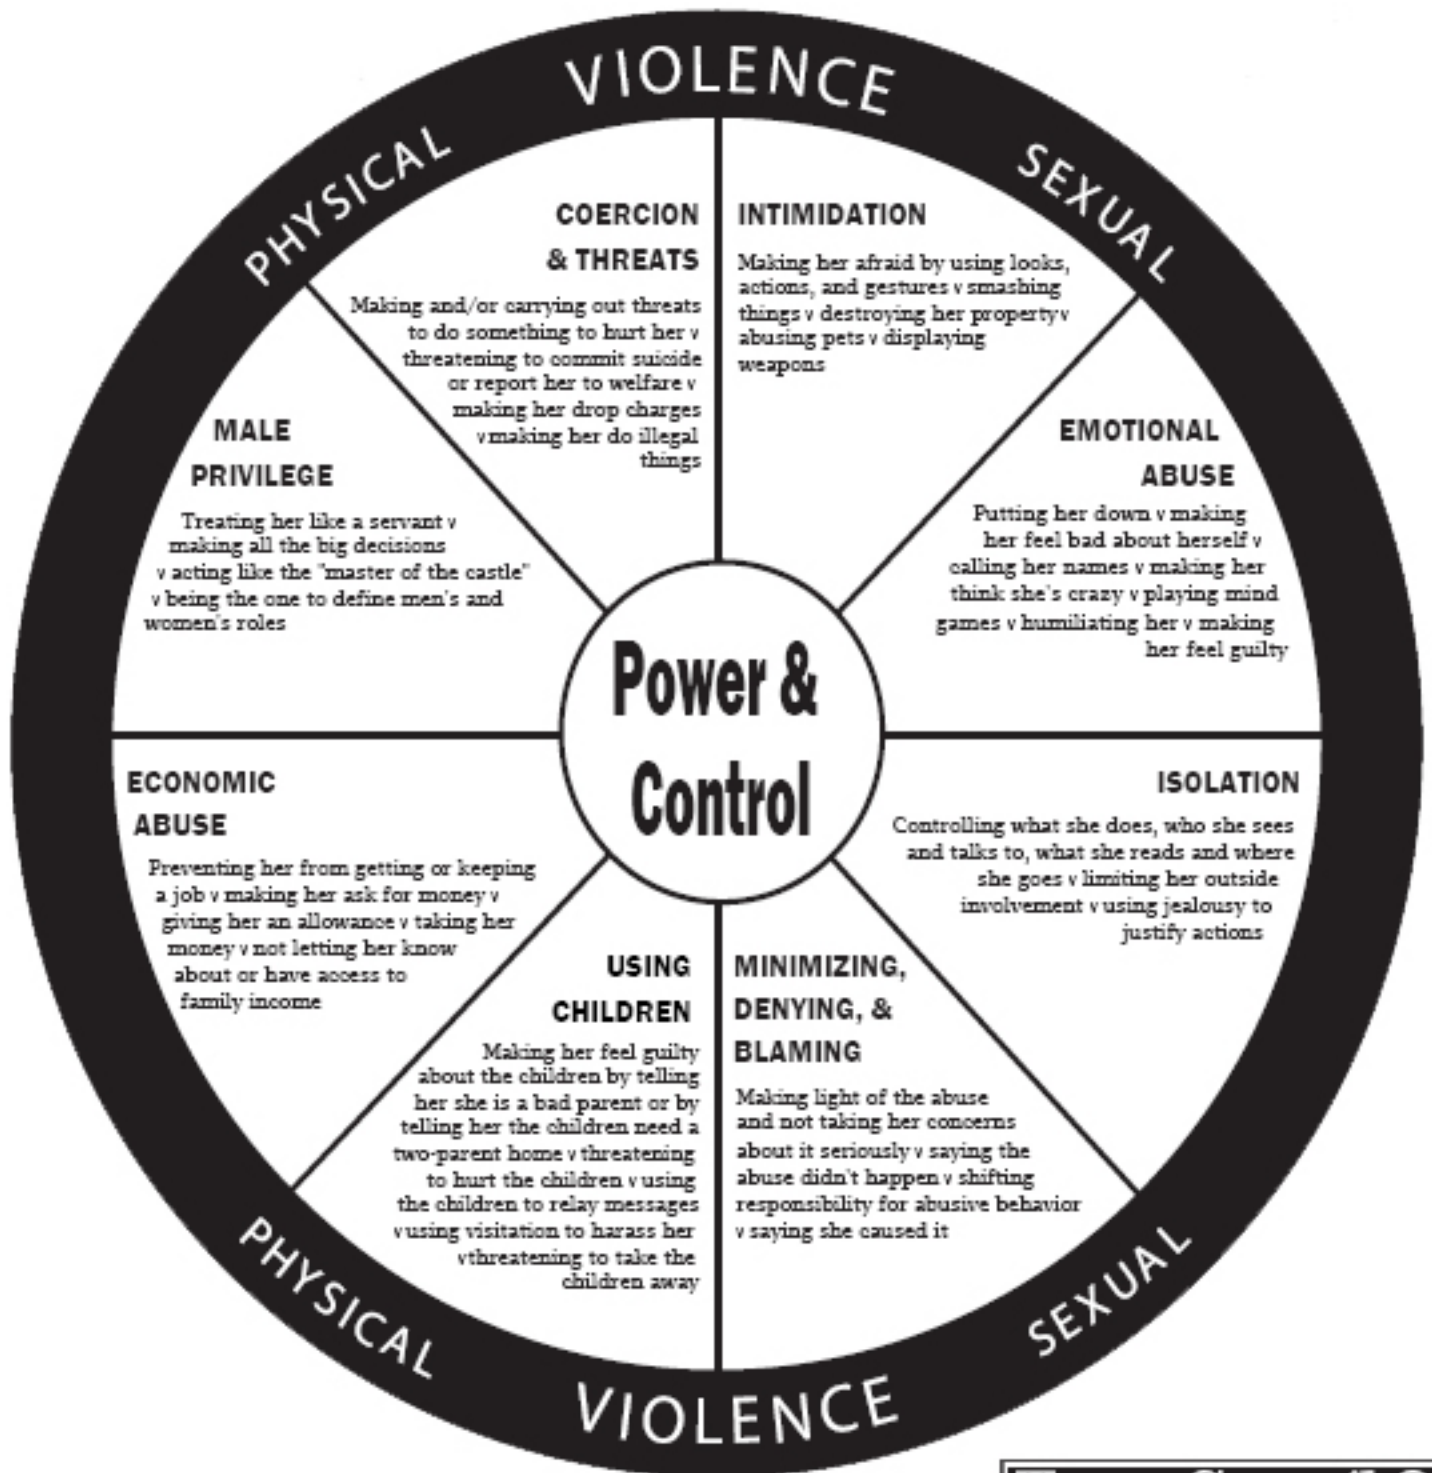 VIOLENCE
PHYSICAL
SEXUAL
COERCION
& THREATS
Making and/or carrying out threats
to do something to hurt her v
threatening to commit suicide
or report her to welfare v
making her drop charges
v making her do illegal
things
INTIMIDATION
Making her afraid by using looks,
actions, and gestures v smashing
things v destroying her property v
abusing pets v displaying
weapons
MALE
PRIVILEGE
Treating her like a servant v
making all the big decisions
v acting like the "master of the castle"
v being the one to define men's and
women's roles
EMOTIONAL
ABUSE
Putting her down v making
her feel bad about herself v
calling her names v making her
think she's crazy v playing mind
games v humiliating her v making
her feel guilty
Power &
Control
ECONOMIC
ABUSE
Preventing her from getting or keeping
a job v making her ask for money v
giving her an allowance v taking her
money v not letting her know
about or have access to
family income
ISOLATION
Controlling what she does, who she sees
and talks to, what she reads and where
she goes v limiting her outside
involvement v using jealousy to
justify actions
USING
CHILDREN
Making her feel guilty
about the children by telling
her she is a bad parent or by
telling her the children need a
two-parent home v threatening
to hurt the children v using
the children to relay messages
v using visitation to harass her
v threatening to take the
children away
MINIMIZING,
DENYING, &
BLAMING
Making light of the abuse
and not taking her concerns
about it seriously v saying the
abuse didn't happen v shifting
responsibility for abusive behavior
v saying she caused it
PHYSICAL
SEXUAL
VIOLENCE